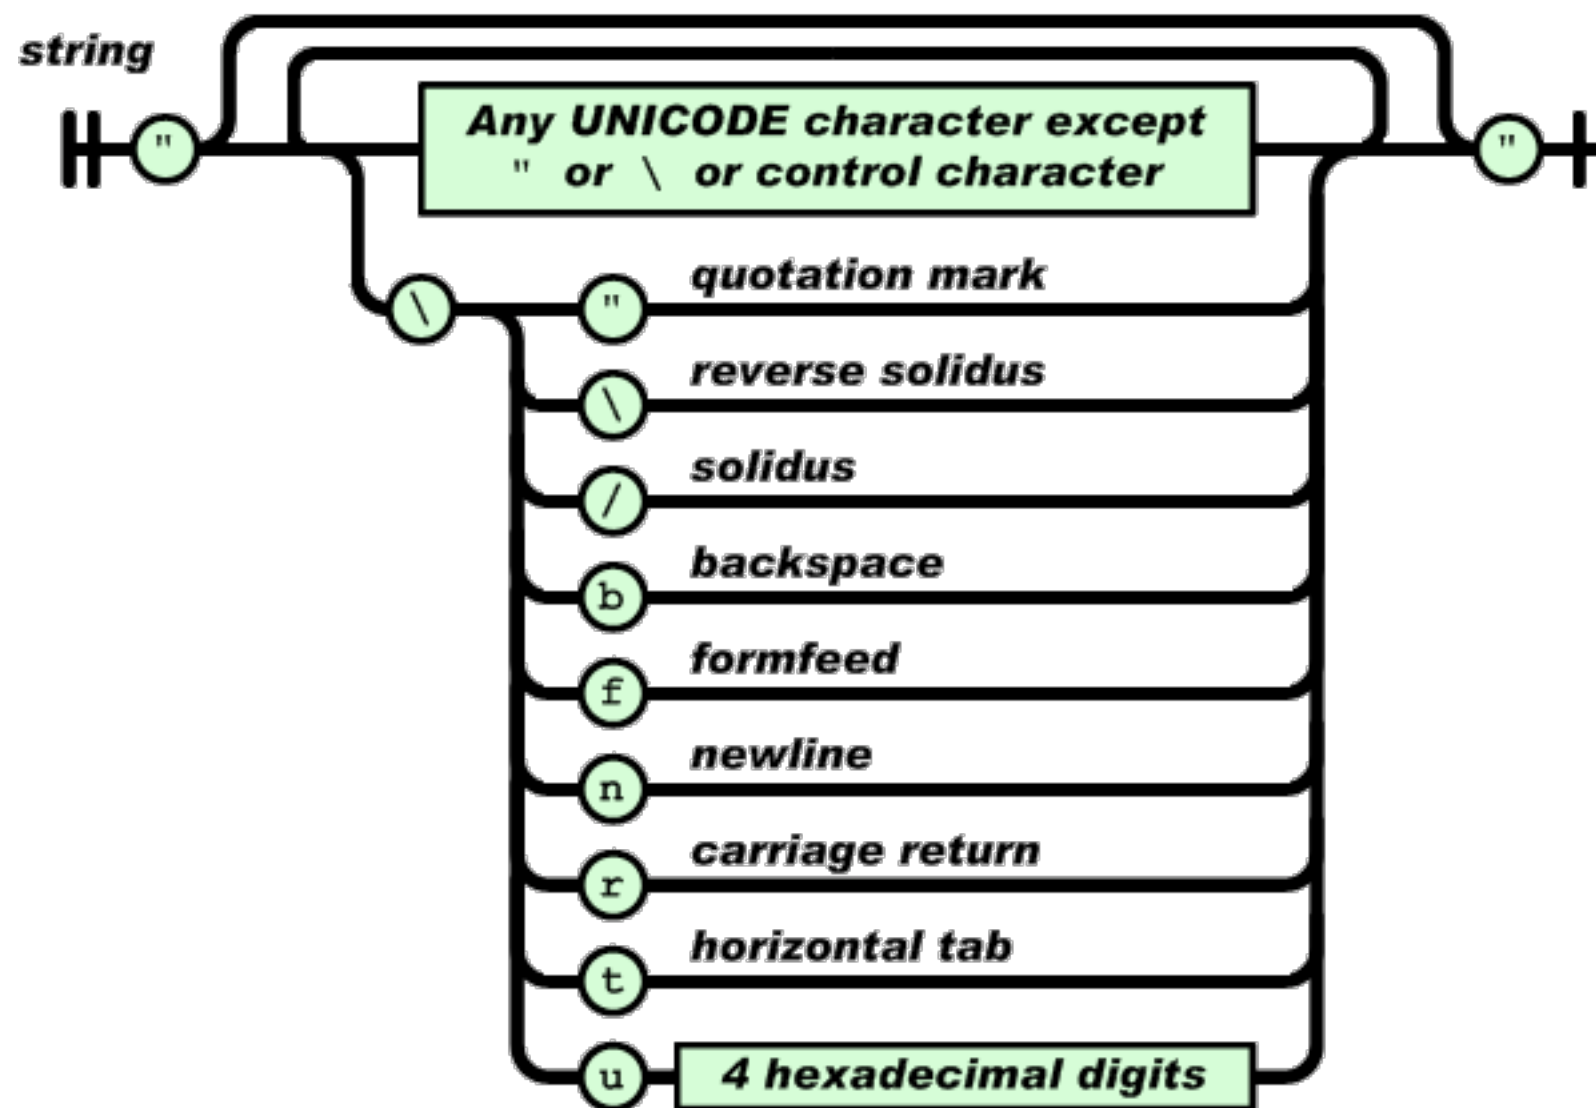 string
" Any UNICODE character except "
" or \ or control character
\ " quotation mark
\ reverse solidus
/ solidus
b backspace
f formfeed
n newline
r carriage return
t horizontal tab
u 4 hexadecimal digits